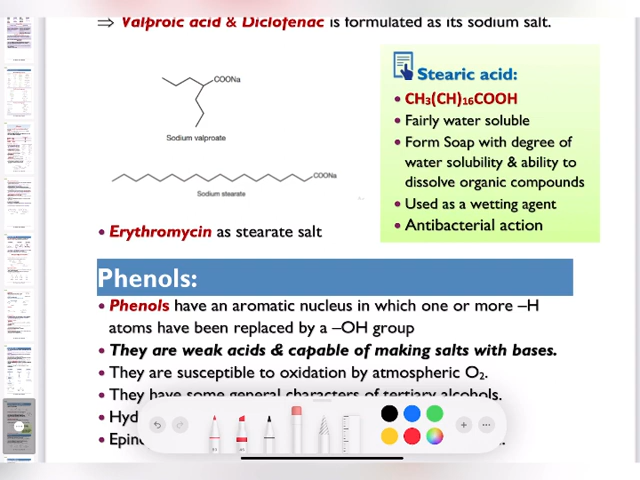 ⇒ Valproic acid & Diclofenac is formulated as its sodium salt.
COONa
Sodium valproate
COONa
Sodium stearate
• Erythromycin as stearate salt
Stearic acid:
• CH₃(CH)₁₆COOH
• Fairly water soluble
• Form Soap with degree of
water solubility & ability to
dissolve organic compounds
• Used as a wetting agent
• Antibacterial action
Phenols:
• Phenols have an aromatic nucleus in which one or more –H
atoms have been replaced by a –OH group
• They are weak acids & capable of making salts with bases.
• They are susceptible to oxidation by atmospheric O₂.
• They have some general characters of tertiary alcohols.